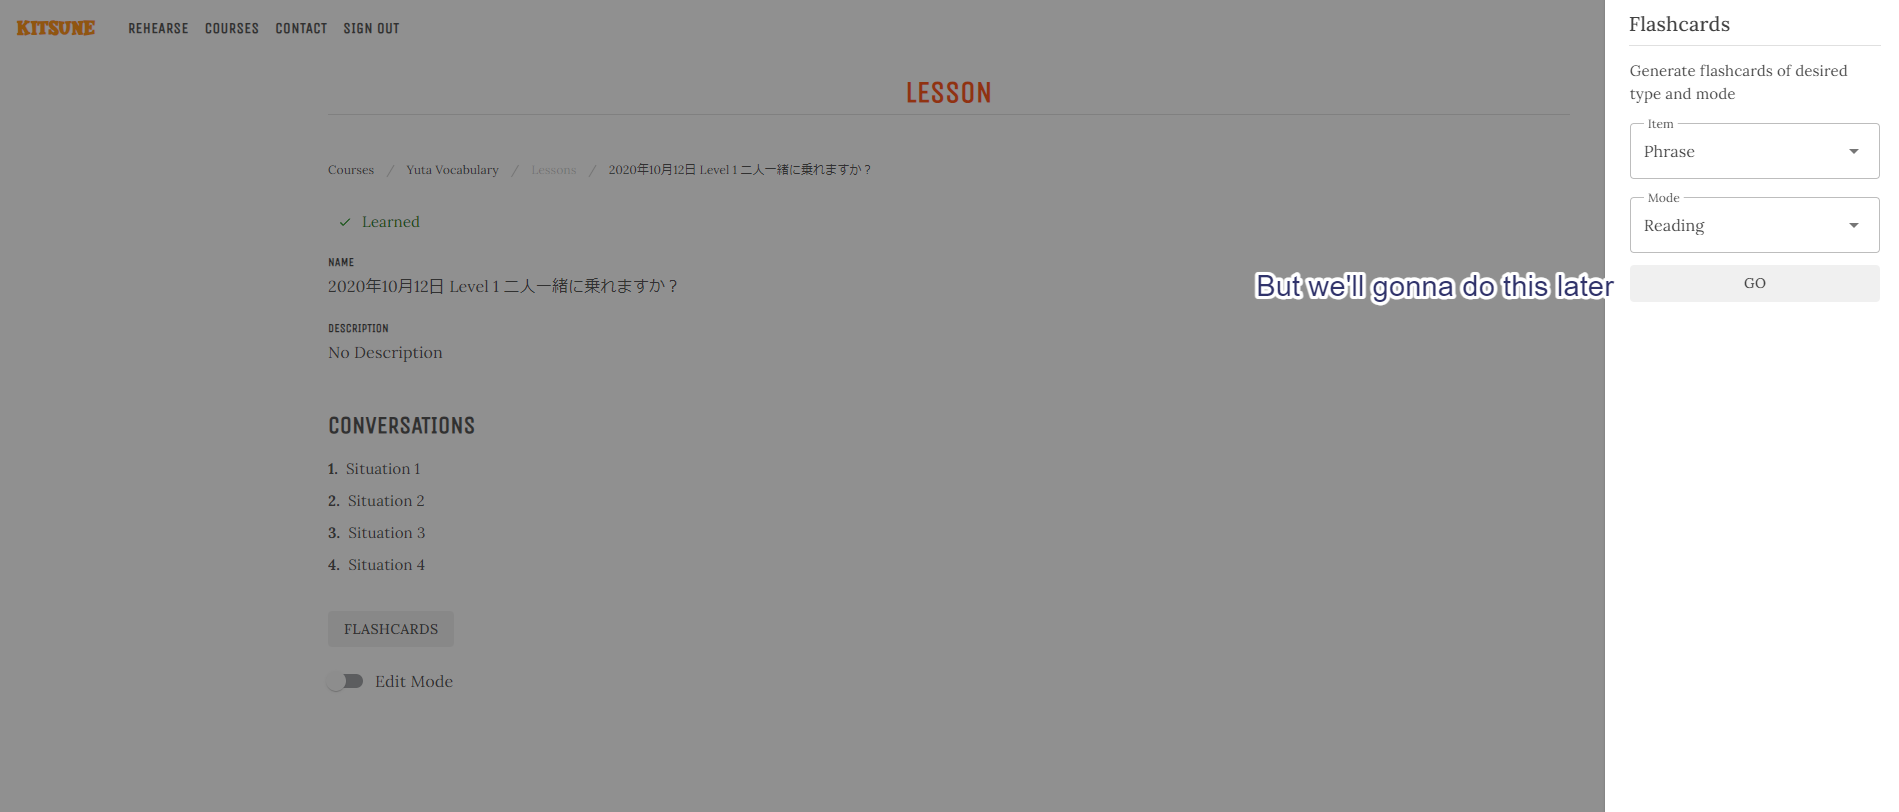 KITSUNE REHEARSE COURSES CONTACT SIGN OUT
LESSON
Courses / Yuta Vocabulary / Lessons / 2020年10月12日 Level 1 二人一緒に乗れますか？
Learned
NAME
2020年10月12日 Level 1 二人一緒に乗れますか？
DESCRIPTION
No Description
CONVERSATIONS
1. Situation 1
2. Situation 2
3. Situation 3
4. Situation 4
FLASHCARDS
Edit Mode
Flashcards
Generate flashcards of desired
type and mode
Item
Phrase
Mode
Reading
GO
But we'll gonna do this later